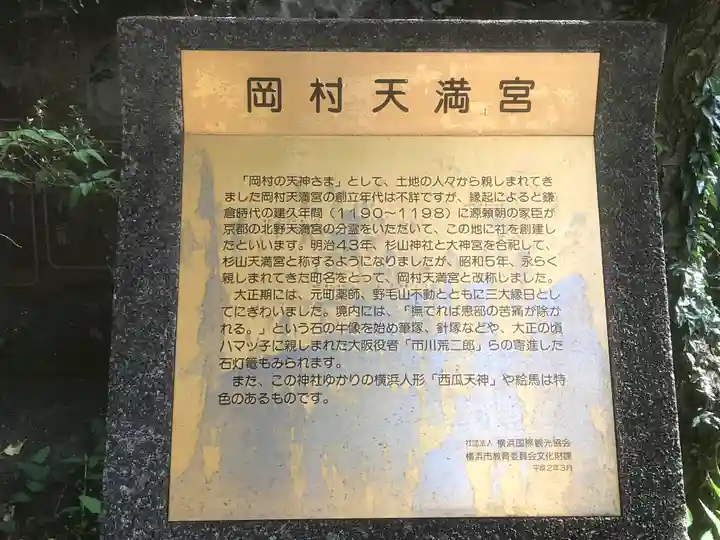 岡村天満宮
「岡村の天神さま」として、土地の人々から親しまれてき
ました岡村天満宮の創立年代は不詳ですが、縁起によると鎌
倉時代の建久年間（1190～1198）に源頼朝の家臣が
京都の北野天満宮の分霊をいただいて、この地に社を創建し
たといいます。明治43年、杉山神社と大神宮を合祀して、
杉山天満宮と称するようになりましたが、昭和5年、永らく
親しまれてきた町名をとって、岡村天満宮と改称しました。
大正期には、元町薬師、野毛山不動とともに三大縁日とし
てにぎわいました。境内には、「撫でれば患部の苦痛が除か
れる。」という石の牛像を始め筆塚、針塚などや、大正の頃
ハマッ子に親しまれた大阪役者「市川荒二郎」らの寄進した
石灯篭もみられます。
また、この神社ゆかりの横浜人形「西瓜天神」や絵馬は特
色のあるものです。
社団法人 横浜国際観光協会
横浜市教育委員会文化財課
平成2年3月